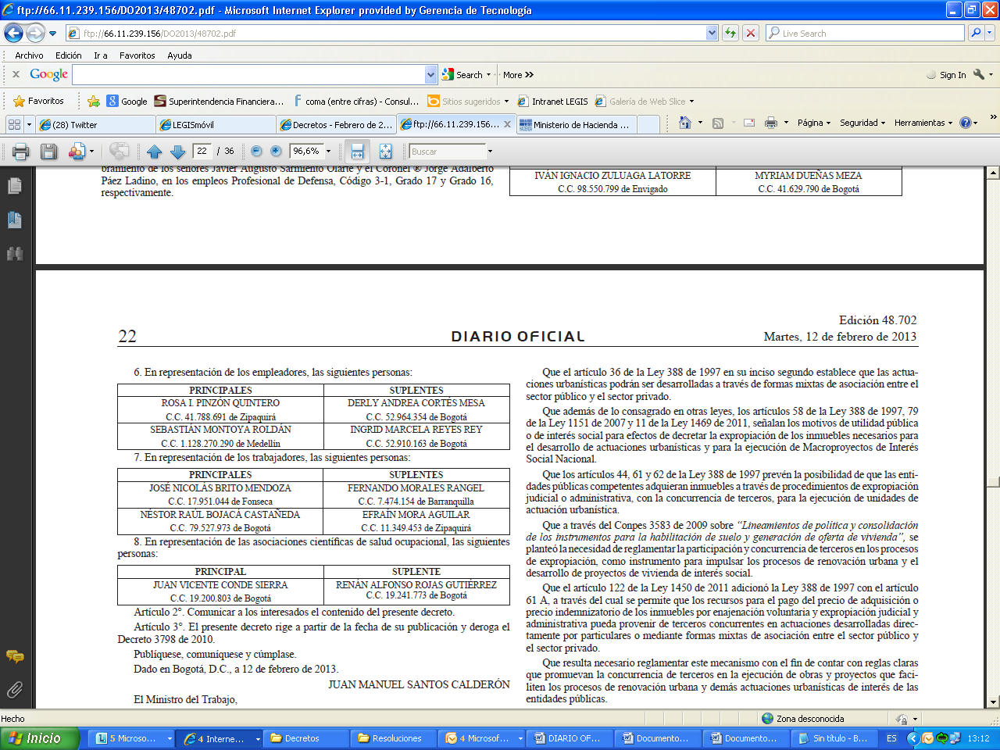 ftp://66.11.239.156/DO2013/48702.pdf - Microsoft Internet Explorer provided by Gerencia de Tecnología
ftp://66.11.239.156/DO2013/48702.pdf
Live Search
Archivo Edición Ir a Favoritos Ayuda
x Google Search More » Sign In
Favoritos Google Superintendencia Financiera... coma (entre cifras) - Consul... Sitios sugeridos Intranet LEGIS Galería de Web Slice
(28) Twitter LEGISmóvil Decretos - Febrero de 2... ftp://66.11.239.156... Ministerio de Hacienda ... Página Seguridad Herramientas »
22 / 36 96,6% Buscar
bramiento de los señores Javier Augusto Sarmiento Olarte y el Coronel ® Jorge Adalberto
Páez Ladino, en los empleos Profesional de Defensa, Código 3-1, Grado 17 y Grado 16,
respectivamente.
IVÁN IGNACIO ZULUAGA LATORRE MYRIAM DUEÑAS MEZA
C.C. 98.550.799 de Envigado C.C. 41.629.790 de Bogotá
Edición 48.702
22 DIARIO OFICIAL Martes, 12 de febrero de 2013
6. En representación de los empleadores, las siguientes personas:
PRINCIPALES SUPLENTES
ROSA I. PINZÓN QUINTERO DERLY ANDREA CORTÉS MESA
C.C. 41.788.691 de Zipaquirá C.C. 52.964.354 de Bogotá
SEBASTIÁN MONTOYA ROLDÁN INGRID MARCELA REYES REY
C.C. 1.128.270.290 de Medellín C.C. 52.910.163 de Bogotá
7. En representación de los trabajadores, las siguientes personas:
PRINCIPALES SUPLENTES
JOSÉ NICOLÁS BRITO MENDOZA FERNANDO MORALES RANGEL
C.C. 17.951.044 de Fonseca C.C. 7.474.154 de Barranquilla
NÉSTOR RAÚL BOJACÁ CASTAÑEDA EFRAÍN MORA AGUILAR
C.C. 79.527.973 de Bogotá C.C. 11.349.453 de Zipaquirá
8. En representación de las asociaciones científicas de salud ocupacional, las siguientes
personas:
PRINCIPAL SUPLENTE
JUAN VICENTE CONDE SIERRA RENÁN ALFONSO ROJAS GUTIÉRREZ
C.C. 19.200.803 de Bogotá C.C. 19.241.773 de Bogotá
Artículo 2°. Comunicar a los interesados el contenido del presente decreto.
Artículo 3°. El presente decreto rige a partir de la fecha de su publicación y deroga el
Decreto 3798 de 2010.
Publíquese, comuníquese y cúmplase.
Dado en Bogotá, D.C., a 12 de febrero de 2013.
JUAN MANUEL SANTOS CALDERÓN
El Ministro del Trabajo,
Que el artículo 36 de la Ley 388 de 1997 en su inciso segundo establece que las actua-
ciones urbanísticas podrán ser desarrolladas a través de formas mixtas de asociación entre el
sector público y el sector privado.
Que además de lo consagrado en otras leyes, los artículos 58 de la Ley 388 de 1997, 79
de la Ley 1151 de 2007 y 11 de la Ley 1469 de 2011, señalan los motivos de utilidad pública
o de interés social para efectos de decretar la expropiación de los inmuebles necesarios para
el desarrollo de actuaciones urbanísticas y para la ejecución de Macroproyectos de Interés
Social Nacional.
Que los artículos 44, 61 y 62 de la Ley 388 de 1997 prevén la posibilidad de que las enti-
dades públicas competentes adquieran inmuebles a través de procedimientos de expropiación
judicial o administrativa, con la concurrencia de terceros, para la ejecución de unidades de
actuación urbanística.
Que a través del Conpes 3583 de 2009 sobre “Lineamientos de política y consolidación
de los instrumentos para la habilitación de suelo y generación de oferta de vivienda”, se
planteó la necesidad de reglamentar la participación y concurrencia de terceros en los procesos
de expropiación, como instrumento para impulsar los procesos de renovación urbana y el
desarrollo de proyectos de vivienda de interés social.
Que el artículo 122 de la Ley 1450 de 2011 adicionó la Ley 388 de 1997 con el artículo
61 A, a través del cual se permite que los recursos para el pago del precio de adquisición o
precio indemnizatorio de los inmuebles por enajenación voluntaria y expropiación judicial y
administrativa pueda provenir de terceros concurrentes en actuaciones desarrolladas direc-
tamente por particulares o mediante formas mixtas de asociación entre el sector público y
el sector privado.
Que resulta necesario reglamentar este mecanismo con el fin de contar con reglas claras
que promuevan la concurrencia de terceros en la ejecución de obras y proyectos que faci-
liten los procesos de renovación urbana y demás actuaciones urbanísticas de interés de las
entidades públicas.
Hecho Zona desconocida
Inicio 5 Microso... 4 Interne... Decretos Resoluciones 4 Microsof... DIARIO OF... Documento... Documento... Sin título - B... ES 13:12